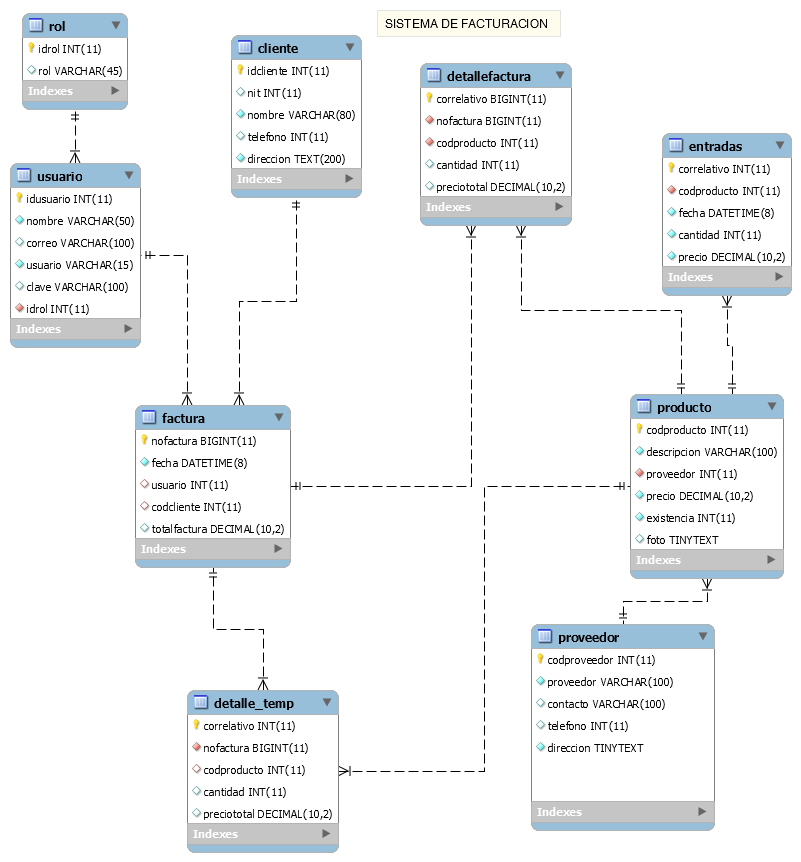 SISTEMA DE FACTURACION
rol
idrol INT(11)
rol VARCHAR(45)
Indexes
cliente
idcliente INT(11)
nit INT(11)
nombre VARCHAR(80)
telefono INT(11)
direccion TEXT(200)
Indexes
detallefactura
correlativo BIGINT(11)
nofactura BIGINT(11)
codproducto INT(11)
cantidad INT(11)
preciototal DECIMAL(10,2)
Indexes
entradas
correlativo INT(11)
codproducto INT(11)
fecha DATETIME(8)
cantidad INT(11)
precio DECIMAL(10,2)
Indexes
usuario
idusuario INT(11)
nombre VARCHAR(50)
correo VARCHAR(100)
usuario VARCHAR(15)
clave VARCHAR(100)
idrol INT(11)
Indexes
factura
nofactura BIGINT(11)
fecha DATETIME(8)
usuario INT(11)
codcliente INT(11)
totalfactura DECIMAL(10,2)
Indexes
producto
codproducto INT(11)
descripcion VARCHAR(100)
proveedor INT(11)
precio DECIMAL(10,2)
existencia INT(11)
foto TINYTEXT
Indexes
proveedor
codproveedor INT(11)
proveedor VARCHAR(100)
contacto VARCHAR(100)
telefono INT(11)
direccion TINYTEXT
Indexes
detalle_temp
correlativo INT(11)
nofactura BIGINT(11)
codproducto INT(11)
cantidad INT(11)
preciototal DECIMAL(10,2)
Indexes